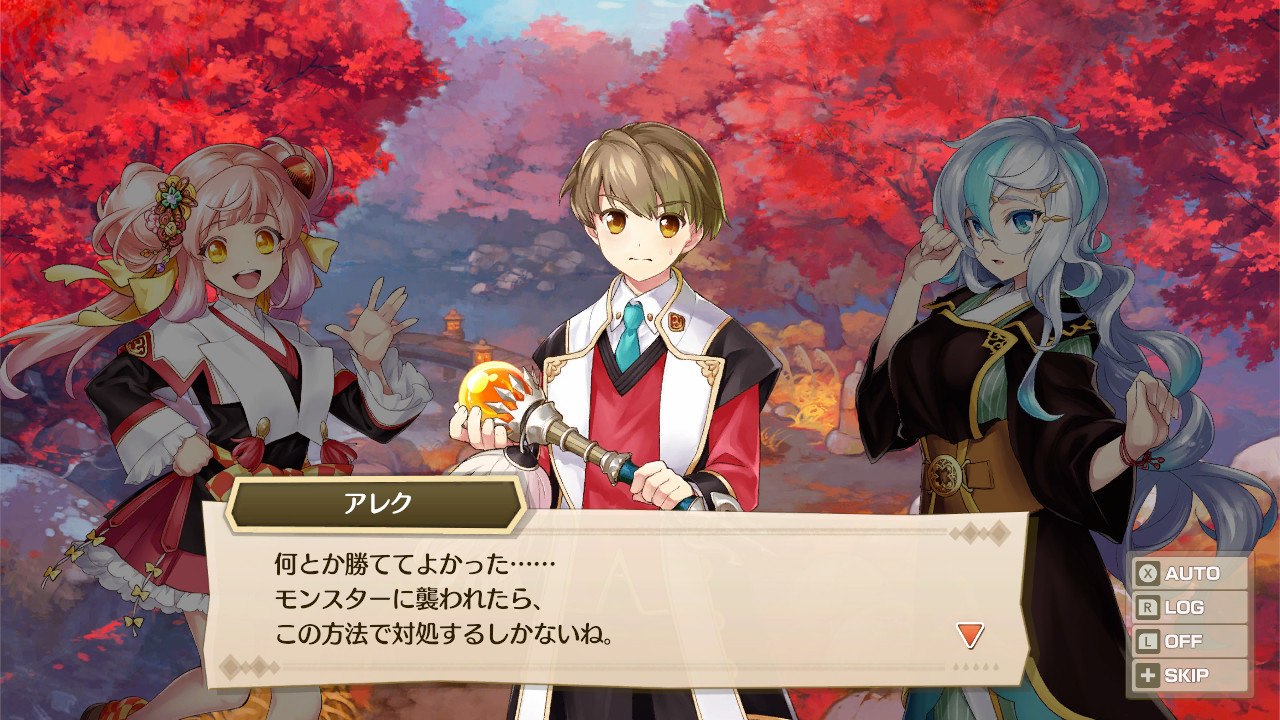 アレク
何とか勝ててよかった……
モンスターに襲われたら、
この方法で対処するしかないね。
X AUTO
R LOG
L OFF
+ SKIP